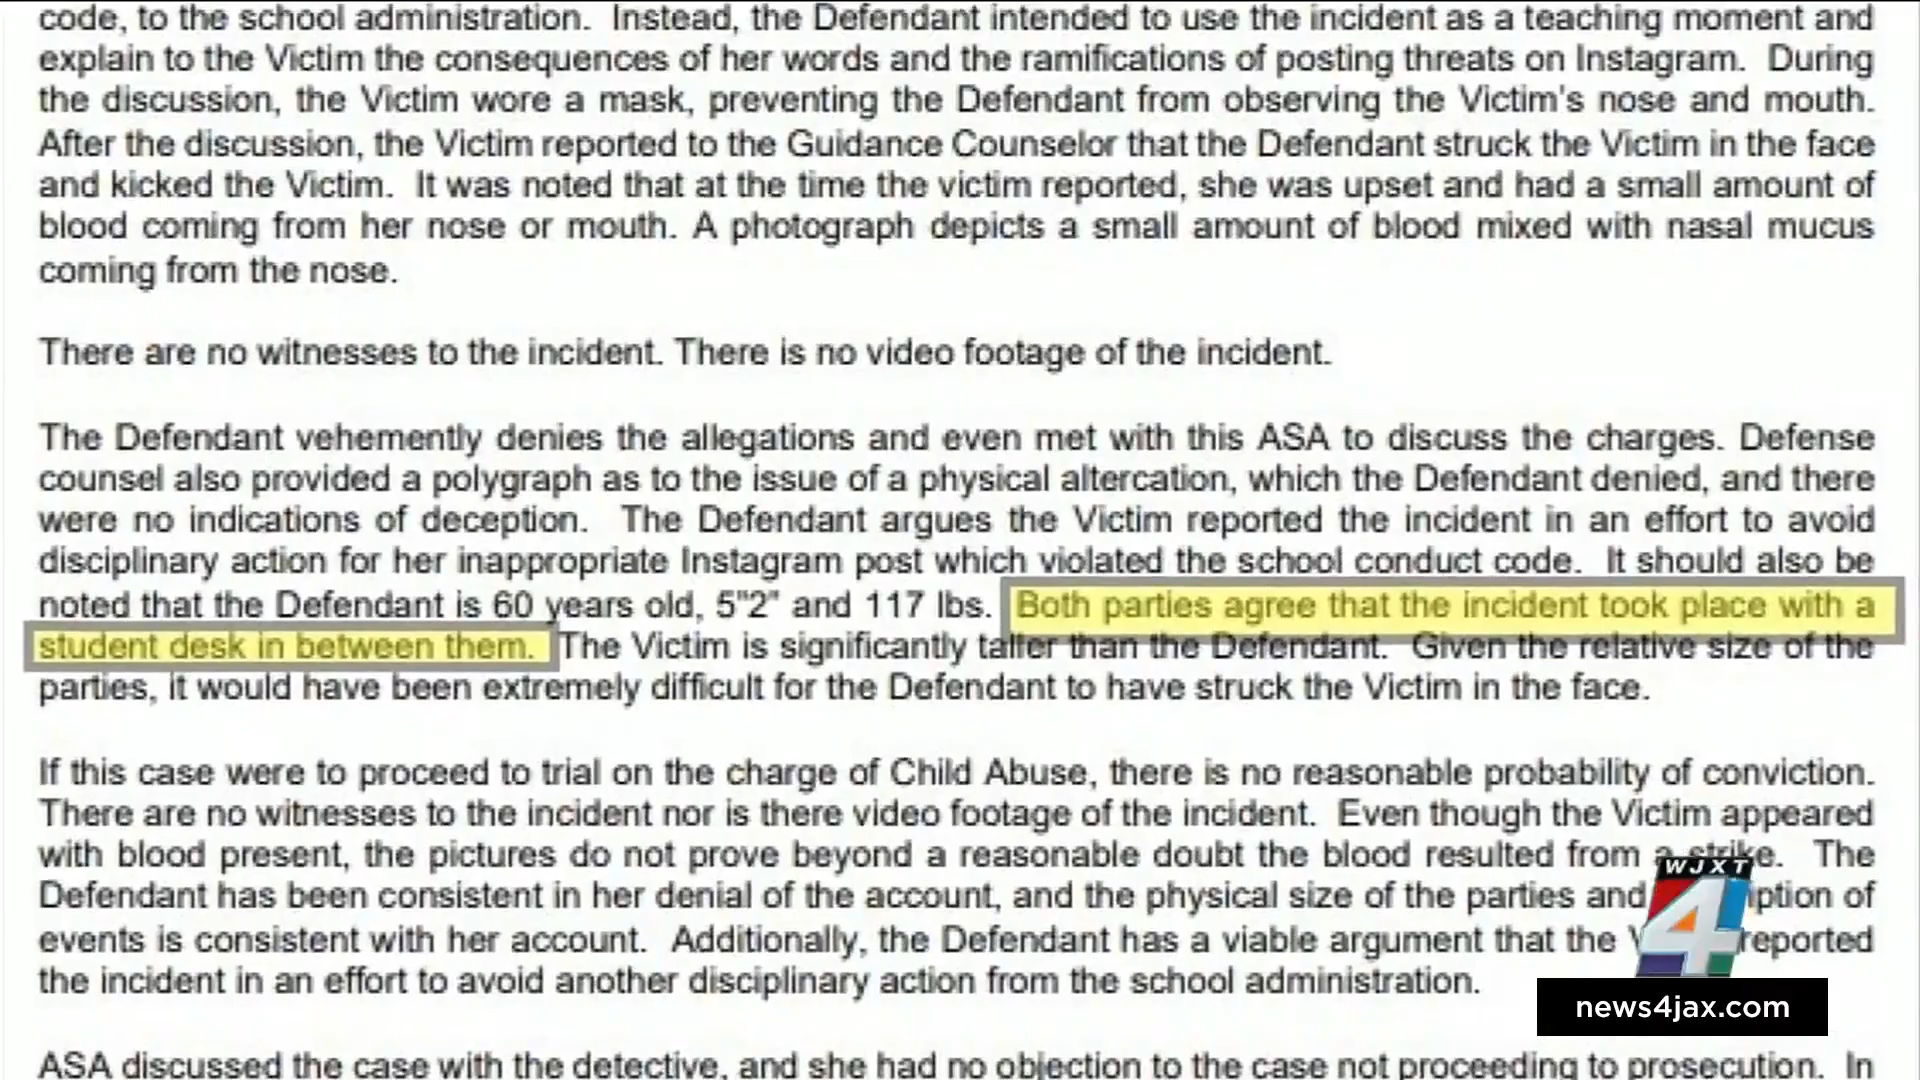 code, to the school administration. Instead, the Defendant intended to use the incident as a teaching moment and
explain to the Victim the consequences of her words and the ramifications of posting threats on Instagram. During
the discussion, the Victim wore a mask, preventing the Defendant from observing the Victim's nose and mouth.
After the discussion, the Victim reported to the Guidance Counselor that the Defendant struck the Victim in the face
and kicked the Victim. It was noted that at the time the victim reported, she was upset and had a small amount of
blood coming from her nose or mouth. A photograph depicts a small amount of blood mixed with nasal mucus
coming from the nose.
There are no witnesses to the incident. There is no video footage of the incident.
The Defendant vehemently denies the allegations and even met with this ASA to discuss the charges. Defense
counsel also provided a polygraph as to the issue of a physical altercation, which the Defendant denied, and there
were no indications of deception. The Defendant argues the Victim reported the incident in an effort to avoid
disciplinary action for her inappropriate Instagram post which violated the school conduct code. It should also be
noted that the Defendant is 60 years old, 5"2" and 117 lbs. Both parties agree that the incident took place with a
student desk in between them. The Victim is significantly taller than the Defendant. Given the relative size of the
parties, it would have been extremely difficult for the Defendant to have struck the Victim in the face.
If this case were to proceed to trial on the charge of Child Abuse, there is no reasonable probability of conviction.
There are no witnesses to the incident nor is there video footage of the incident. Even though the Victim appeared
with blood present, the pictures do not prove beyond a reasonable doubt the blood resulted from a strike. The
Defendant has been consistent in her denial of the account, and the physical size of the parties and iption of
events is consistent with her account. Additionally, the Defendant has a viable argument that the V reported
the incident in an effort to avoid another disciplinary action from the school administration.
ASA discussed the case with the detective, and she had no objection to the case not proceeding to prosecution. In
WJXT
4
news4jax.com